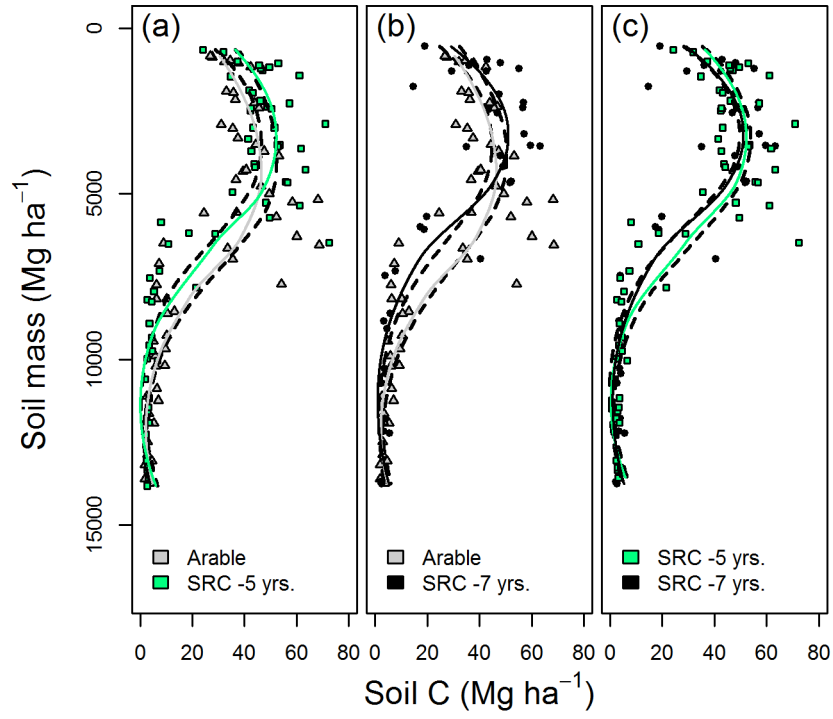 (a) (b) (c)
0
5000
10000
15000
Soil mass (Mg ha⁻¹)
Arable
SRC -5 yrs.
Arable
SRC -7 yrs.
SRC -5 yrs.
SRC -7 yrs.
0 20 40 60 80 0 20 40 60 80 0 20 40 60 80
Soil C (Mg ha⁻¹)